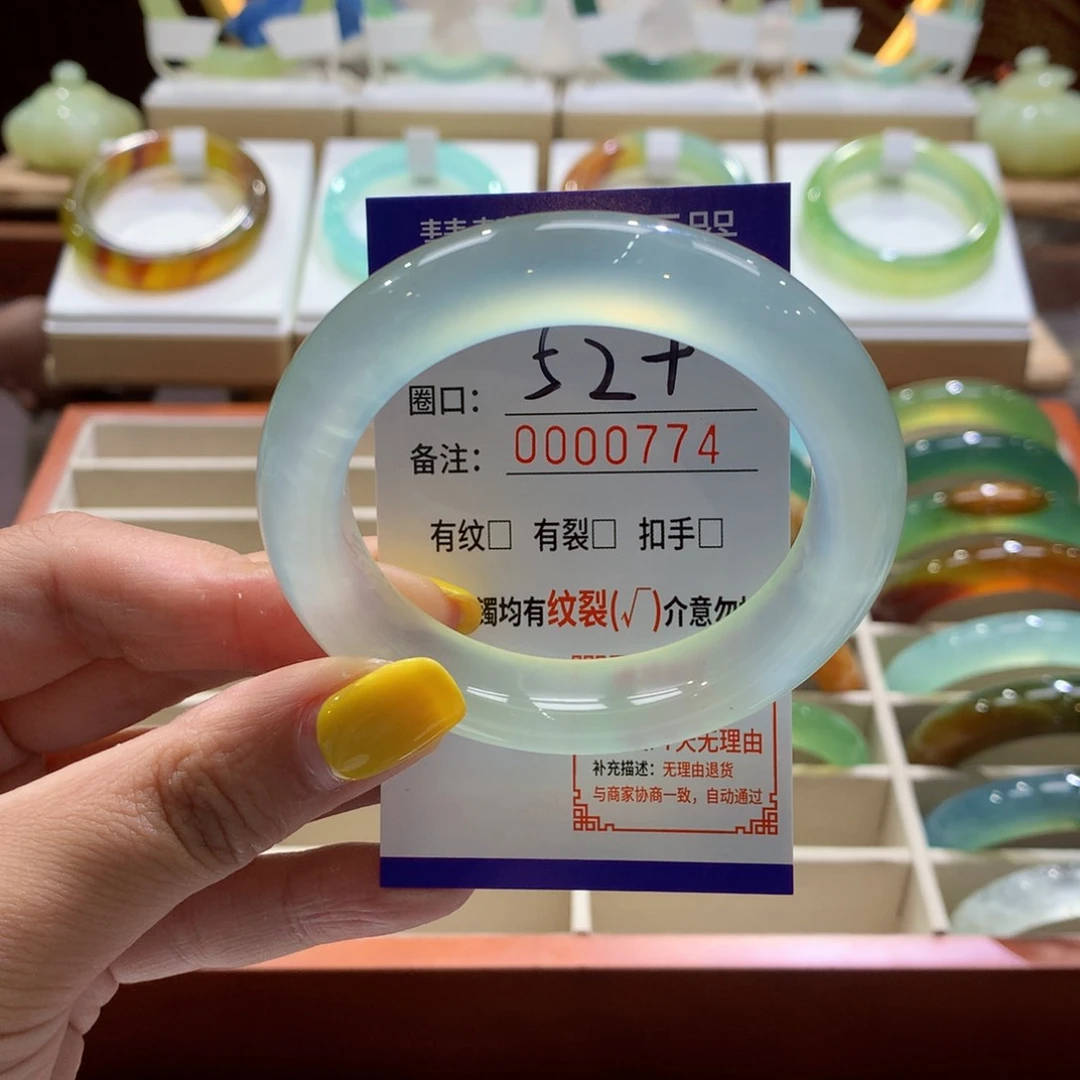 圈口： 52+
备注： 0000774
有纹□ 有裂□ 扣手□
镯均有纹裂(√)介意勿
天无理由
补充描述：无理由退货
与商家协商一致，自动通过